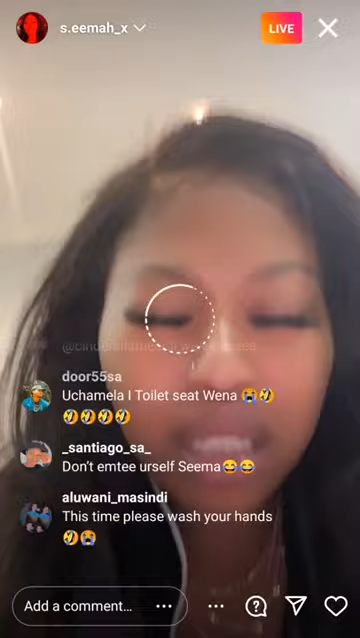 s.eemah_x
LIVE
door55sa
Uchamela I Toilet seat Wena 😭🤣
🤣🤣🤣🤣
_santiago_sa_
Don't emtee urself Seema😂😂
aluwani_masindi
This time please wash your hands
🤣😭
Add a comment...